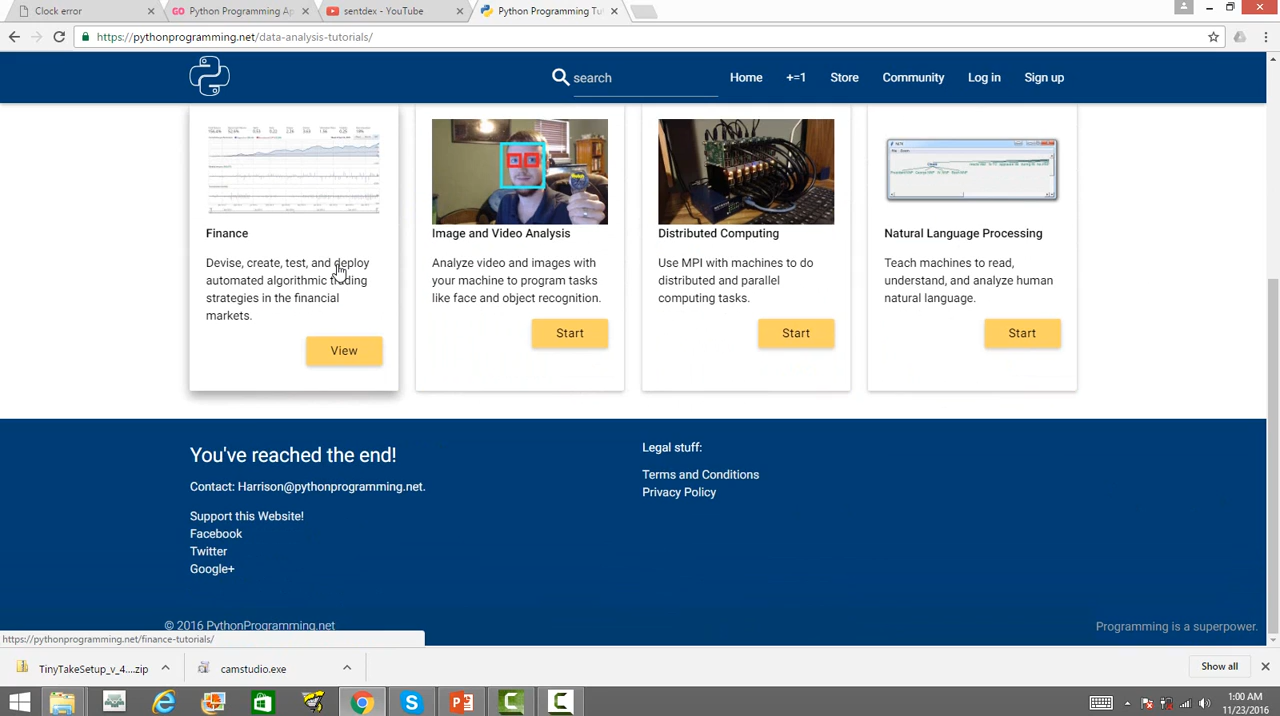 Clock error
Python Programming Ap
sentdex - YouTube
Python Programming Tut
https://pythonprogramming.net/data-analysis-tutorials/
search
Home
+=1
Store
Community
Log in
Sign up
Finance
Devise, create, test, and deploy
automated algorithmic trading
strategies in the financial
markets.
View
Image and Video Analysis
Analyze video and images with
your machine to program tasks
like face and object recognition.
Start
Distributed Computing
Use MPI with machines to do
distributed and parallel
computing tasks.
Start
Natural Language Processing
Teach machines to read,
understand, and analyze human
natural language.
Start
You've reached the end!
Contact: Harrison@pythonprogramming.net.
Support this Website!
Facebook
Twitter
Google+
Legal stuff:
Terms and Conditions
Privacy Policy
© 2016 PythonProgramming.net
Programming is a superpower.
https://pythonprogramming.net/finance-tutorials/
TinyTakeSetup_v_4....zip
camstudio.exe
Show all
1:00 AM
11/23/2016